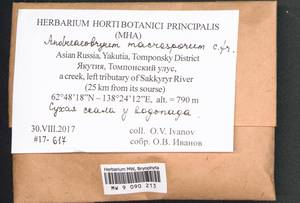 HERBARIUM HORTI BOTANICI PRINCIPALIS
(MHA)
Andreaeobryum macrosporum c.fr.
Asian Russia, Yakutia, Tomponsky District
Якутия, Томпонский улус,
a creek, left tributary of Sakkyryr River
(25 km from its sourse)
62°48'18"N – 138°24'12"E, alt. = 790 m
Сухая скала у водопада.
30.VIII.2017
coll. O.V. Ivanov
#17-617
собр. О.В. Иванов
Herbarium MW, Bryophyta
MW 9 090 213